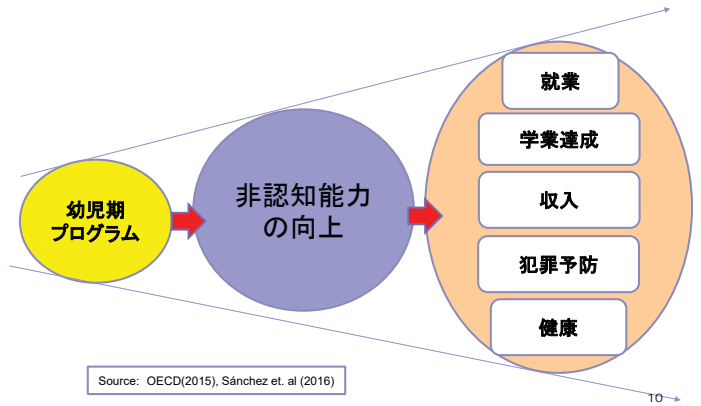 幼児期
プログラム
非認知能力
の向上
就業
学業達成
収入
犯罪予防
健康
Source: OECD(2015), Sánchez et. al (2016)
10